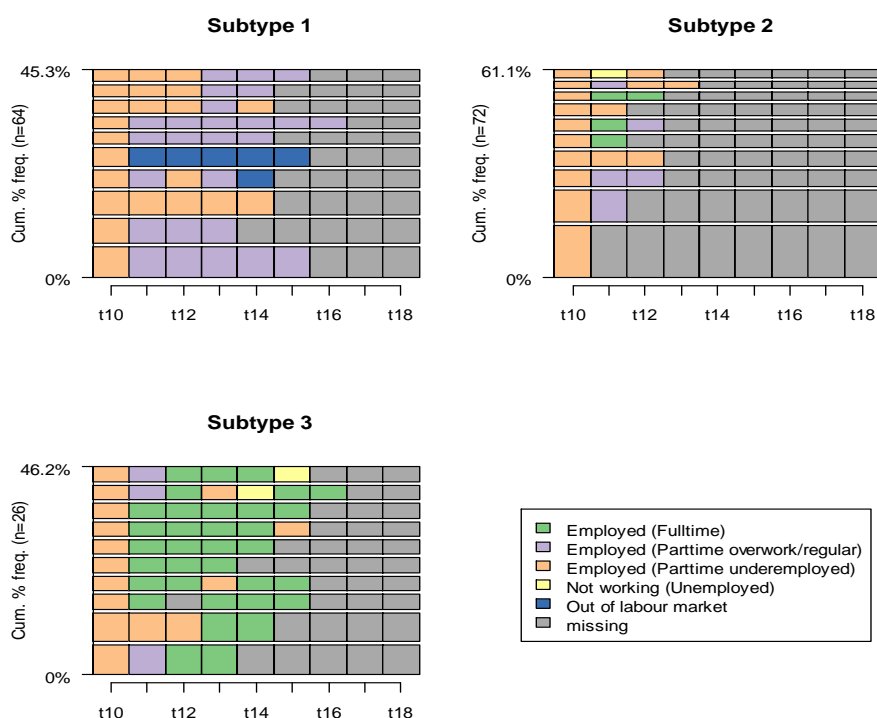 Subtype 1
45.3%
Cum. % freq. (n=64)
0%
t10 t12 t14 t16 t18
Subtype 2
61.1%
Cum. % freq. (n=72)
0%
t10 t12 t14 t16 t18
Subtype 3
46.2%
Cum. % freq. (n=26)
0%
t10 t12 t14 t16 t18
Employed (Fulltime)
Employed (Parttime overwork/regular)
Employed (Parttime underemployed)
Not working (Unemployed)
Out of labour market
missing